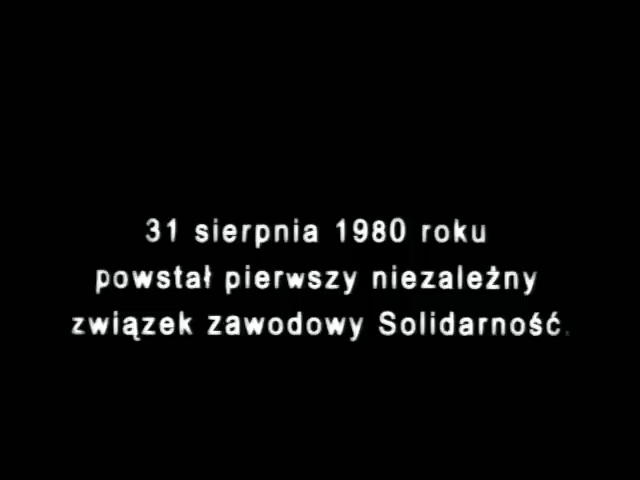 31 sierpnia 1980 roku
powstał pierwszy niezależny
związek zawodowy Solidarność.